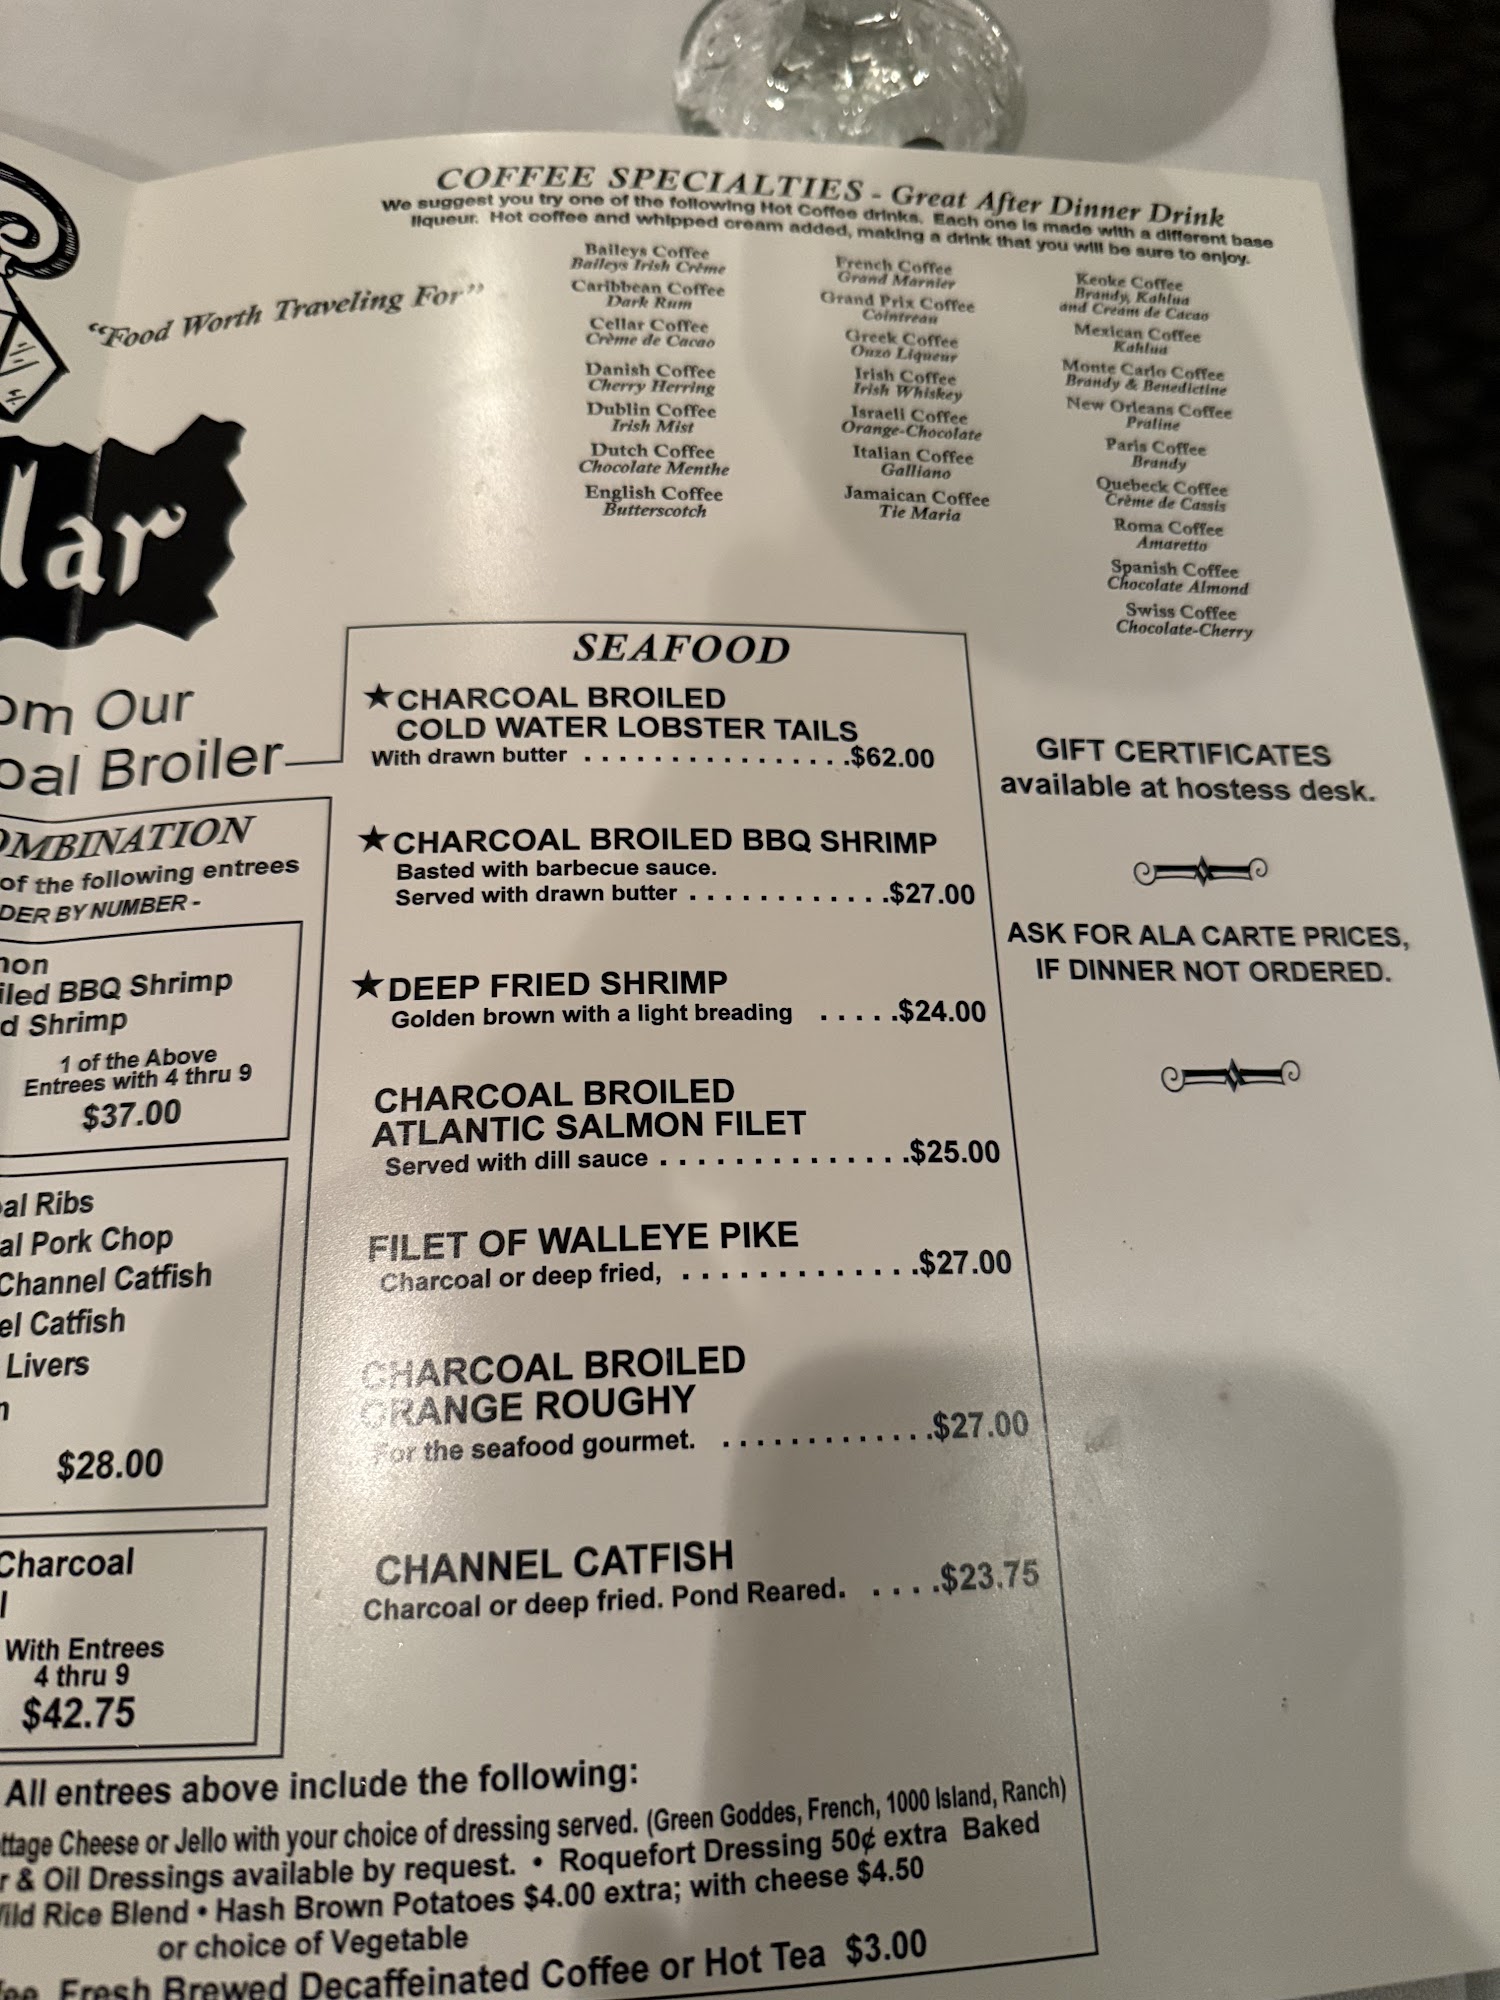 COFFEE SPECIALTIES - Great After Dinner Drink
We suggest you try one of the following Hot Coffee drinks. Each one is made with a different base
liqueur. Hot coffee and whipped cream added, making a drink that you will be sure to enjoy.
"Food Worth Traveling For"
Baileys Coffee
Baileys Irish Crème
Caribbean Coffee
Dark Rum
Cellar Coffee
Crème de Cacao
Danish Coffee
Cherry Herring
Dublin Coffee
Irish Mist
Dutch Coffee
Chocolate Menthe
English Coffee
Butterscotch
French Coffee
Grand Marnier
Grand Prix Coffee
Cointreau
Greek Coffee
Ouzo Liqueur
Irish Coffee
Irish Whiskey
Israeli Coffee
Orange-Chocolate
Italian Coffee
Galliano
Jamaican Coffee
Tie Maria
Keoke Coffee
Brandy, Kahlua
and Cream de Cacao
Mexican Coffee
Kahlua
Monte Carlo Coffee
Brandy & Benedictine
New Orleans Coffee
Praline
Paris Coffee
Brandy
Quebeck Coffee
Crème de Cassis
Roma Coffee
Amaretto
Spanish Coffee
Chocolate Almond
Swiss Coffee
Chocolate-Cherry
lar
om Our
oal Broiler
OMBINATION
of the following entrees
DER BY NUMBER -
non
iled BBQ Shrimp
d Shrimp
1 of the Above
Entrees with 4 thru 9
$37.00
al Ribs
al Pork Chop
Channel Catfish
el Catfish
Livers
n
$28.00
Charcoal
l
With Entrees
4 thru 9
$42.75
SEAFOOD
★CHARCOAL BROILED
COLD WATER LOBSTER TAILS
With drawn butter . . . . . . . . . . . . . . . . .$62.00
★CHARCOAL BROILED BBQ SHRIMP
Basted with barbecue sauce.
Served with drawn butter . . . . . . . . . . . .$27.00
★DEEP FRIED SHRIMP
Golden brown with a light breading . . . . .$24.00
CHARCOAL BROILED
ATLANTIC SALMON FILET
Served with dill sauce . . . . . . . . . . . . . .$25.00
FILET OF WALLEYE PIKE
Charcoal or deep fried, . . . . . . . . . . . . .$27.00
CHARCOAL BROILED
ORANGE ROUGHY
For the seafood gourmet. . . . . . . . . . . . . .$27.00
CHANNEL CATFISH
Charcoal or deep fried. Pond Reared. . . . .$23.75
GIFT CERTIFICATES
available at hostess desk.
ASK FOR ALA CARTE PRICES,
IF DINNER NOT ORDERED.
All entrees above include the following:
ttage Cheese or Jello with your choice of dressing served. (Green Goddes, French, 1000 Island, Ranch)
r & Oil Dressings available by request. • Roquefort Dressing 50¢ extra Baked
ild Rice Blend • Hash Brown Potatoes $4.00 extra; with cheese $4.50
or choice of Vegetable
fee, Fresh Brewed Decaffeinated Coffee or Hot Tea $3.00